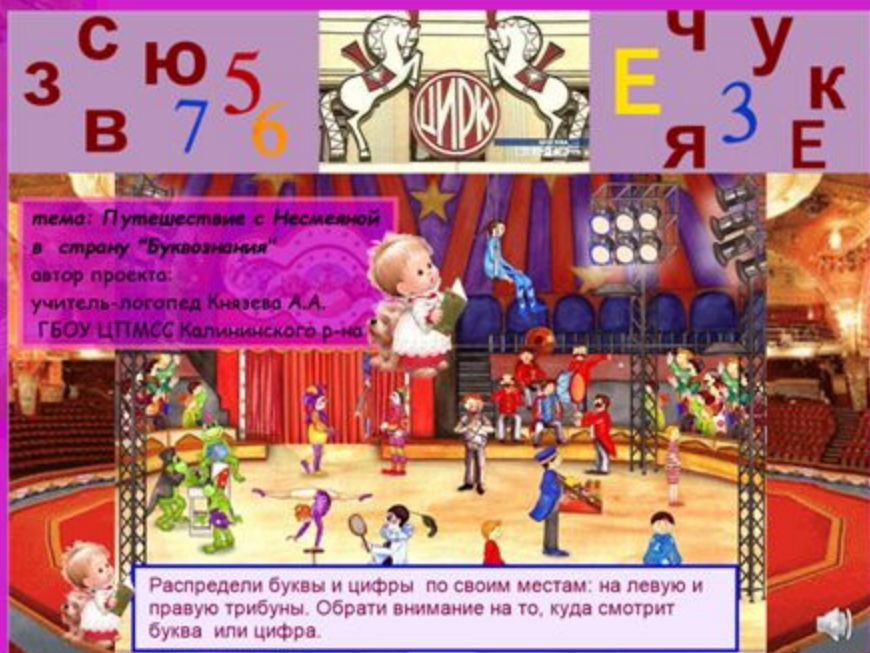 с
ю
з
5
в
7
6
ЦИРК
ч
у
Е
к
3
я
Е
тема: Путешествие с Несмеяной
в страну "Буквознания"
автор проекта:
учитель-логопед Князева А.А.
ГБОУ ЦПМСС Калининского р-на
Распредели буквы и цифры по своим местам: на левую и
правую трибуны. Обрати внимание на то, куда смотрит
буква или цифра.